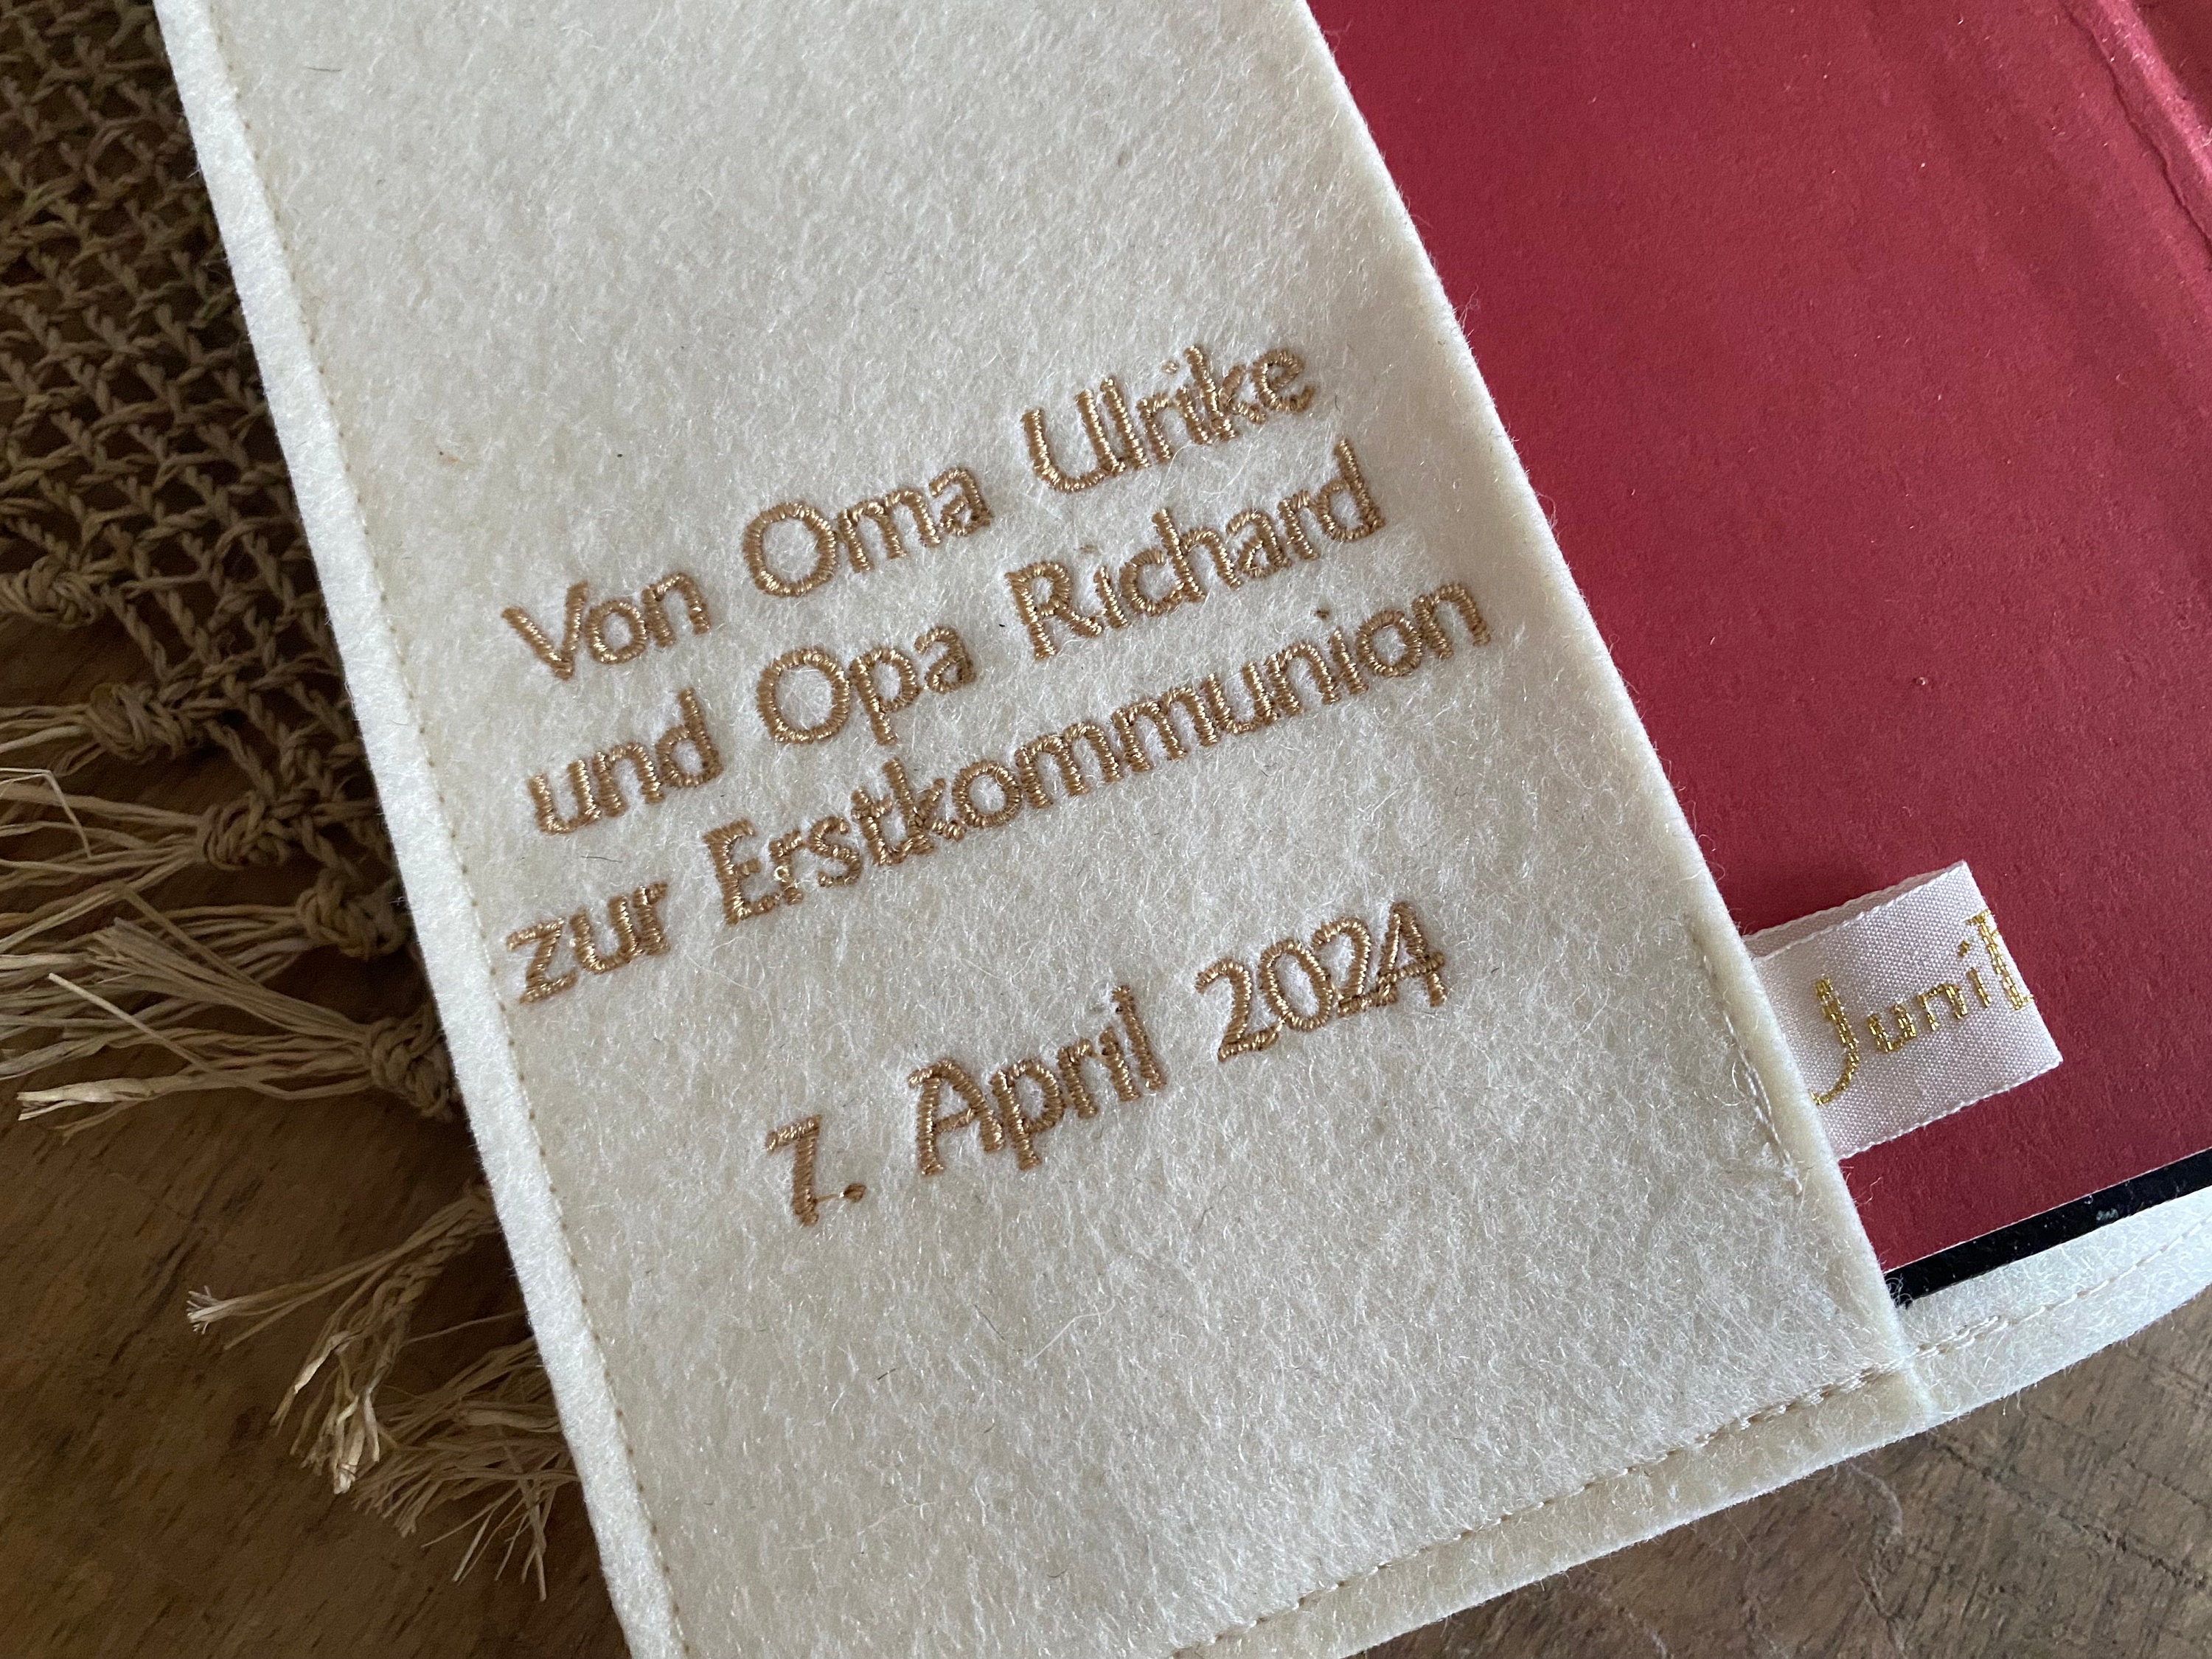 Von Oma Ulrike
und Opa Richard
zur Erstkommunion
7. April 2024